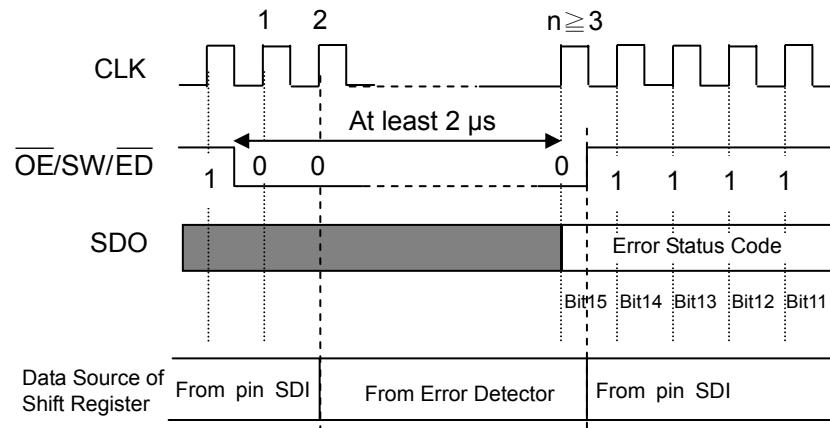 1 2 n≧3
CLK
At least 2 µs
OE/SW/ED
1 0 0 0 1 1 1 1
SDO
Error Status Code
Bit15 Bit14 Bit13 Bit12 Bit11
Data Source of
Shift Register
From pin SDI
From Error Detector
From pin SDI